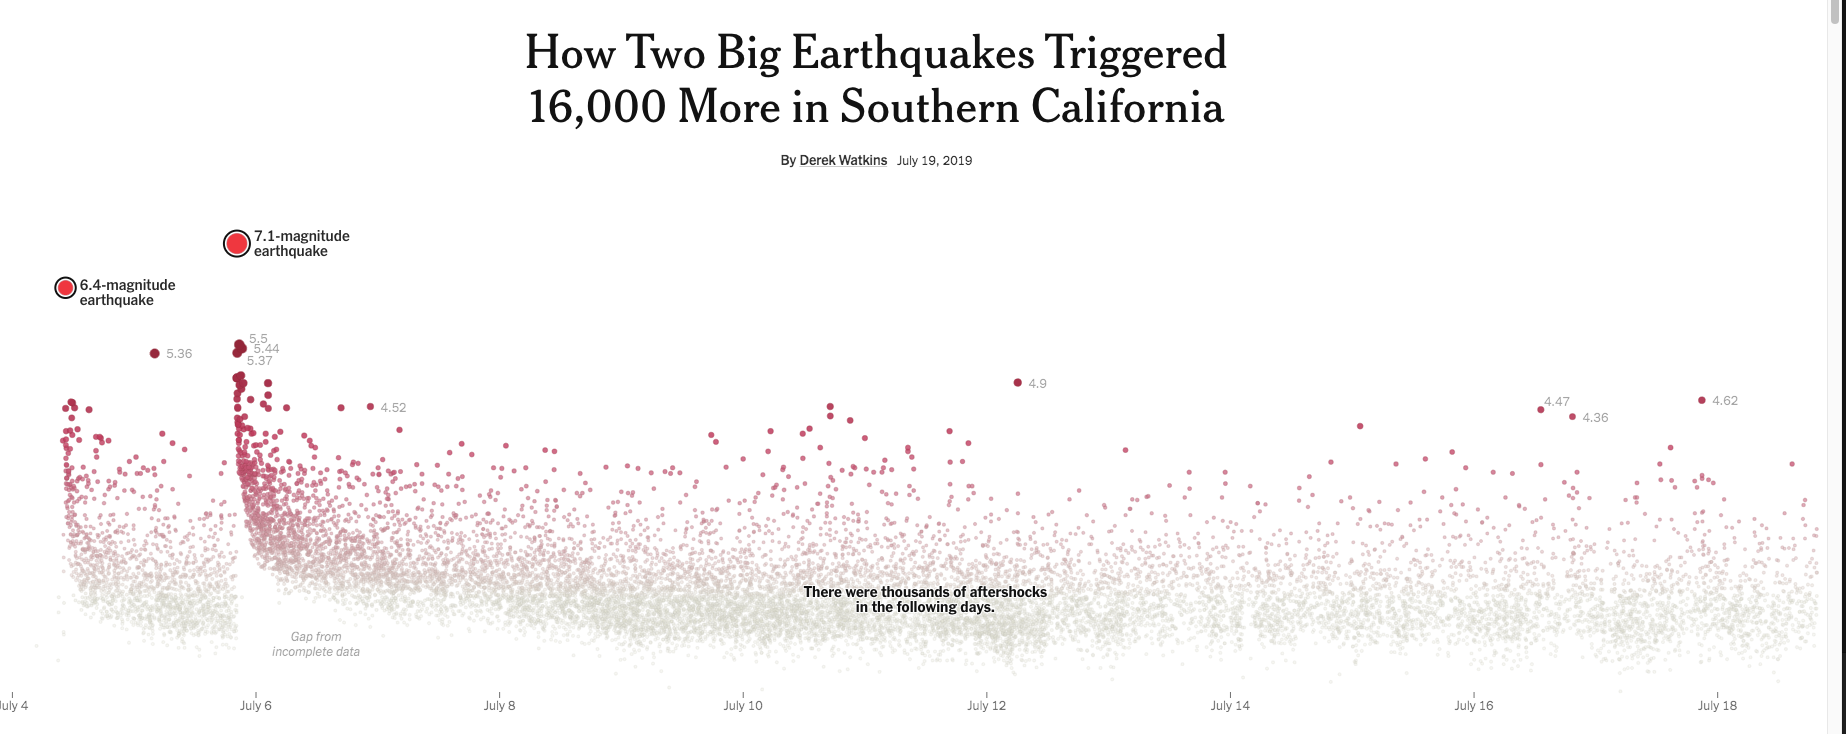 How Two Big Earthquakes Triggered
16,000 More in Southern California
By Derek Watkins July 19, 2019
7.1-magnitude
earthquake
6.4-magnitude
earthquake
5.36
5.5
5.44
5.37
4.52
4.9
4.47
4.36
4.62
There were thousands of aftershocks
in the following days.
Gap from
incomplete data
July 4
July 6
July 8
July 10
July 12
July 14
July 16
July 18